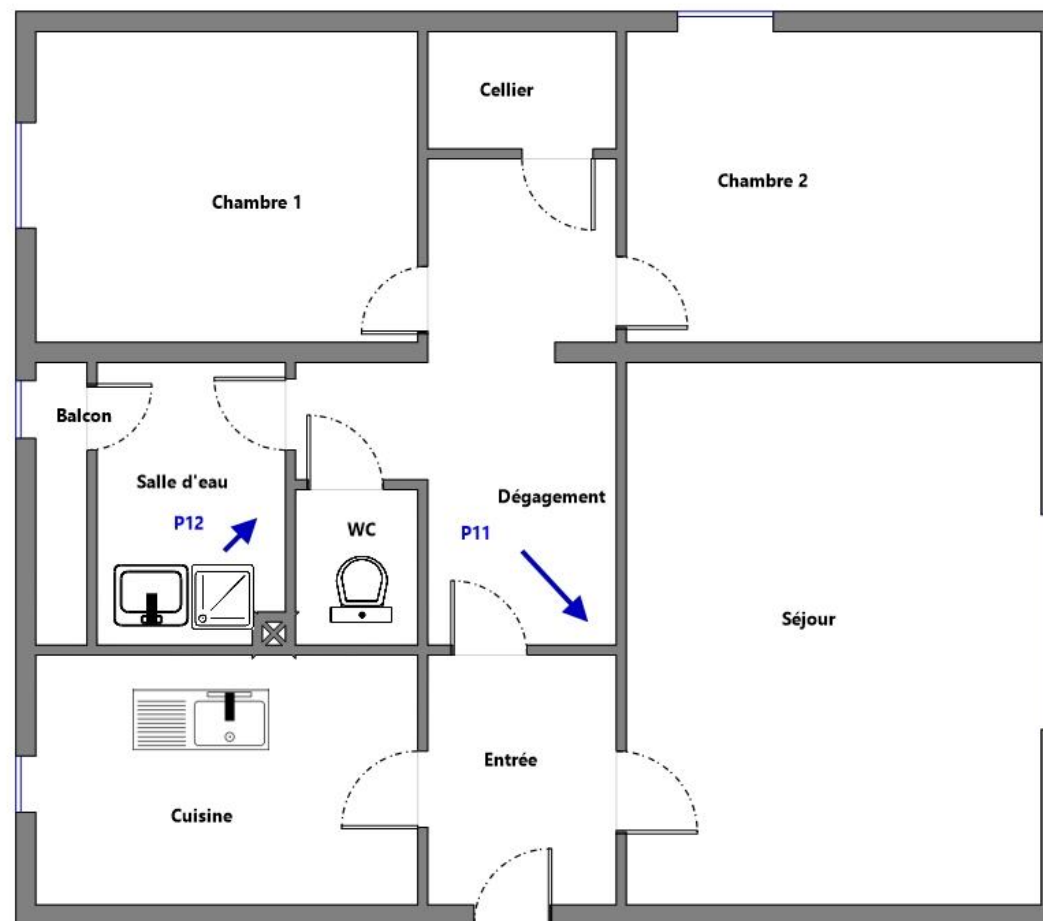 Cellier
Chambre 2
Chambre 1
Balcon
Salle d'eau
Dégagement
P12
WC
P11
Séjour
Entrée
Cuisine